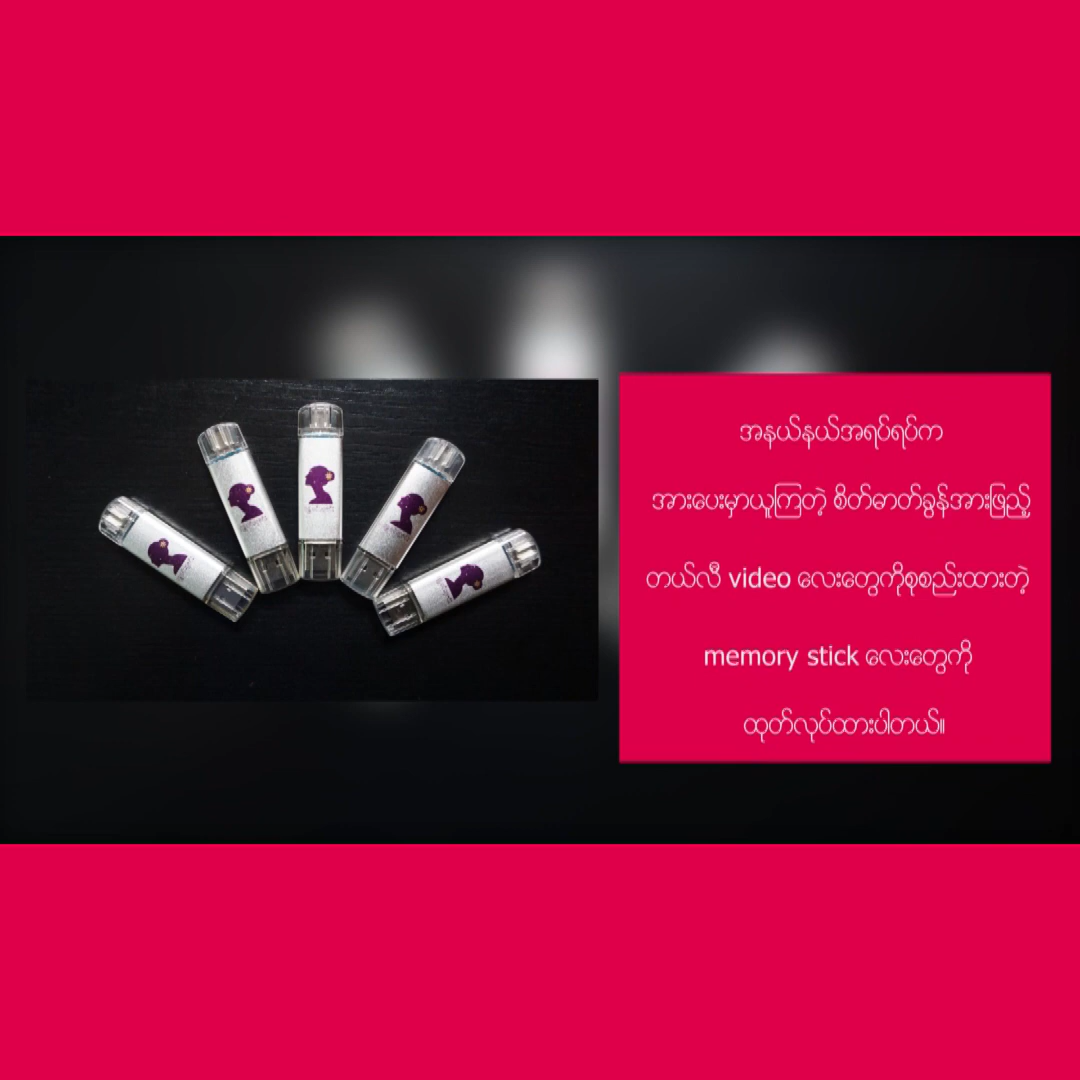 အနယ်နယ်အရပ်ရပ်က
အားပေးမှာယူကြတဲ့ စိတ်ဓာတ်ခွန်အားဖြည့်
တယ်လီ video လေးတွေကိုစုစည်းထားတဲ့
memory stick လေးတွေကို
ထုတ်လုပ်ထားပါတယ်။